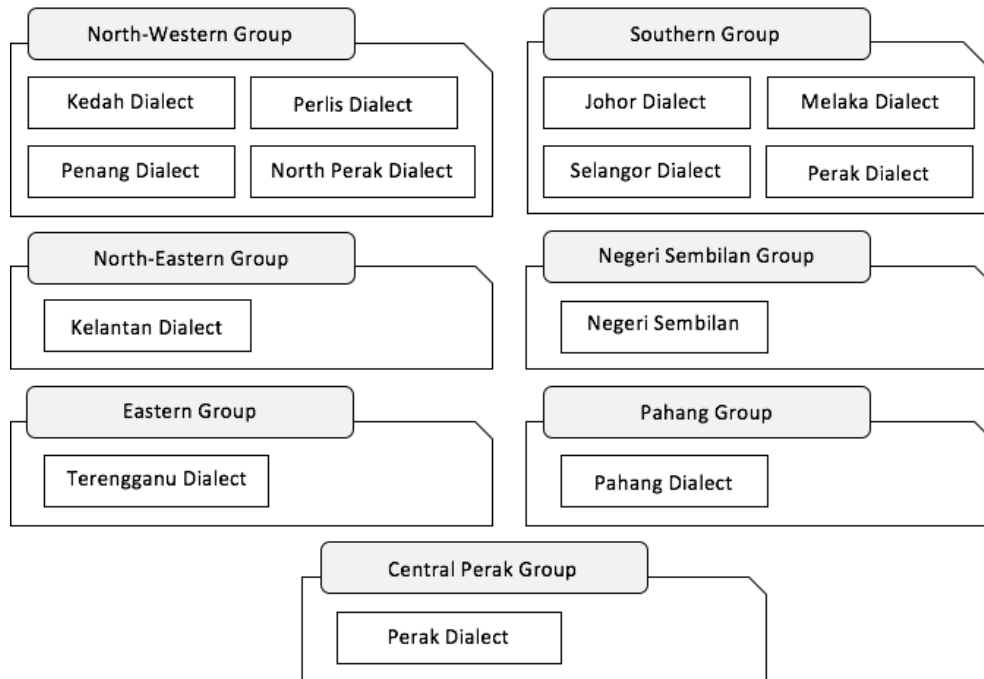 North-Western Group
Kedah Dialect
Perlis Dialect
Penang Dialect
North Perak Dialect
Southern Group
Johor Dialect
Melaka Dialect
Selangor Dialect
Perak Dialect
North-Eastern Group
Kelantan Dialect
Negeri Sembilan Group
Negeri Sembilan
Eastern Group
Terengganu Dialect
Pahang Group
Pahang Dialect
Central Perak Group
Perak Dialect